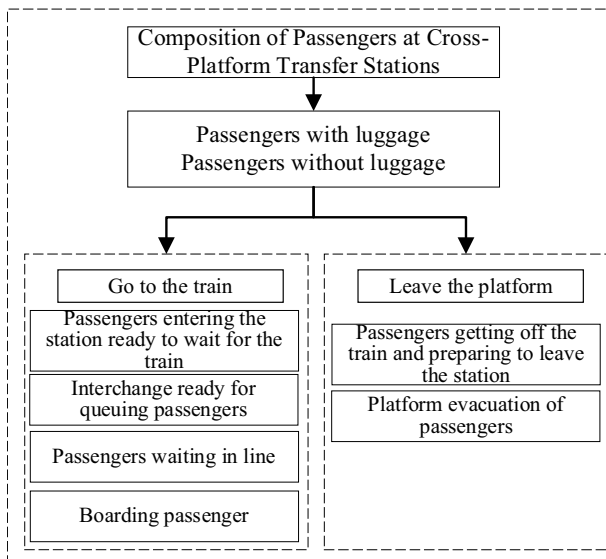 Composition of Passengers at Cross-
Platform Transfer Stations
Passengers with luggage
Passengers without luggage
Go to the train
Passengers entering the
station ready to wait for the
train
Interchange ready for
queuing passengers
Passengers waiting in line
Boarding passenger
Leave the platform
Passengers getting off the
train and preparing to leave
the station
Platform evacuation of
passengers